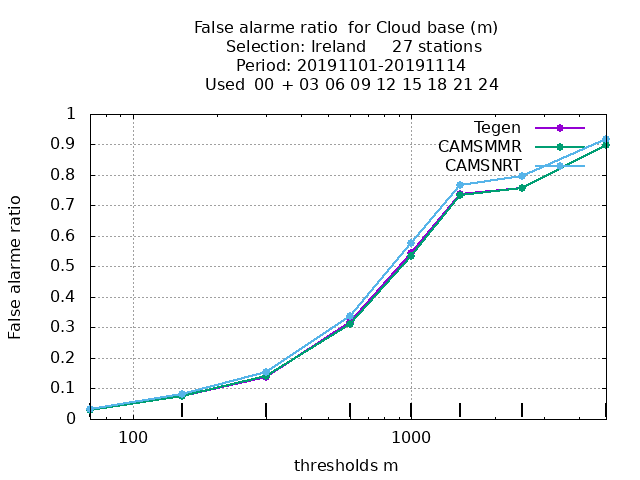 False alarme ratio  for Cloud base (m)
Selection: Ireland     27 stations
Period: 20191101-20191114
Used  00 + 03 06 09 12 15 18 21 24
1
0.9
0.8
0.7
0.6
0.5
0.4
0.3
0.2
0.1
0
False alarme ratio
Tegen
CAMSMMR
CAMSNRT
100
1000
thresholds m